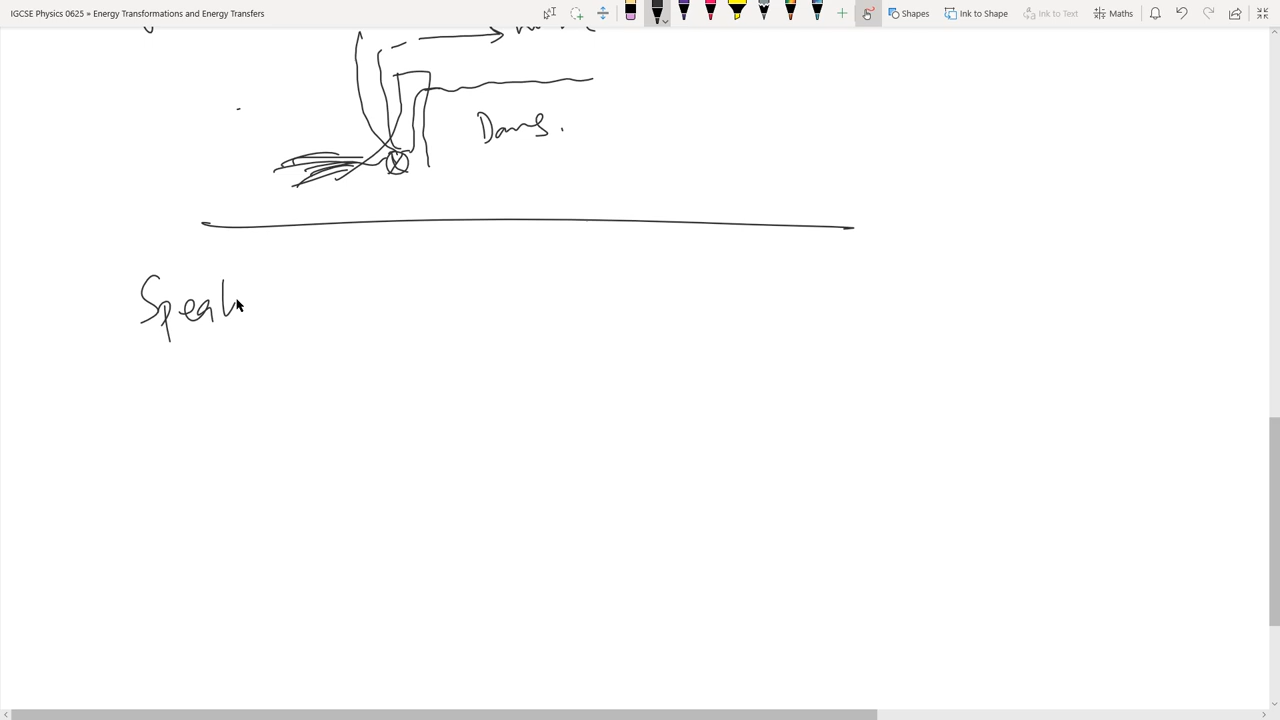 IGCSE Physics 0625 » Energy Transformations and Energy Transfers
Shapes
Ink to Shape
Ink to Text
Maths
Dams.
Speak